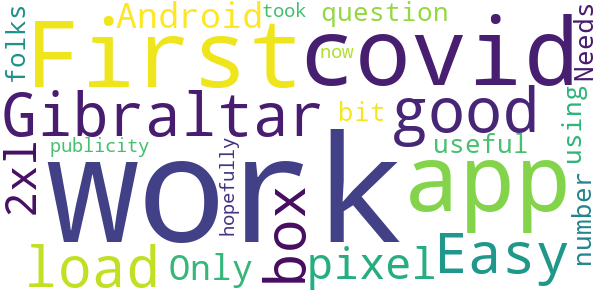 folks
Android
took
question
Needs
First
now
covid
Gibraltar
good
bit
using
publicity
useful
2xl
work
app
hopefully
box
number
load
Only
pixel
Easy